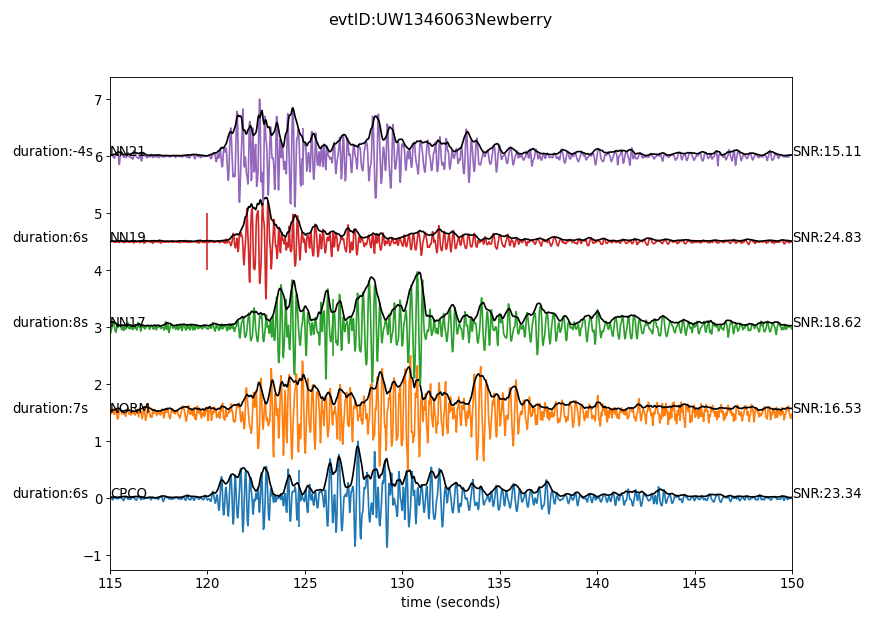 evtID:UW1346063Newberry
7
duration:-4s NN21 SNR:15.11
6
5
duration:6s NN19 SNR:24.83
4
duration:8s NN17 SNR:18.62
3
2
duration:7s NORM SNR:16.53
1
duration:6s CPCO SNR:23.34
0
−1
115 120 125 130 135 140 145 150
time (seconds)